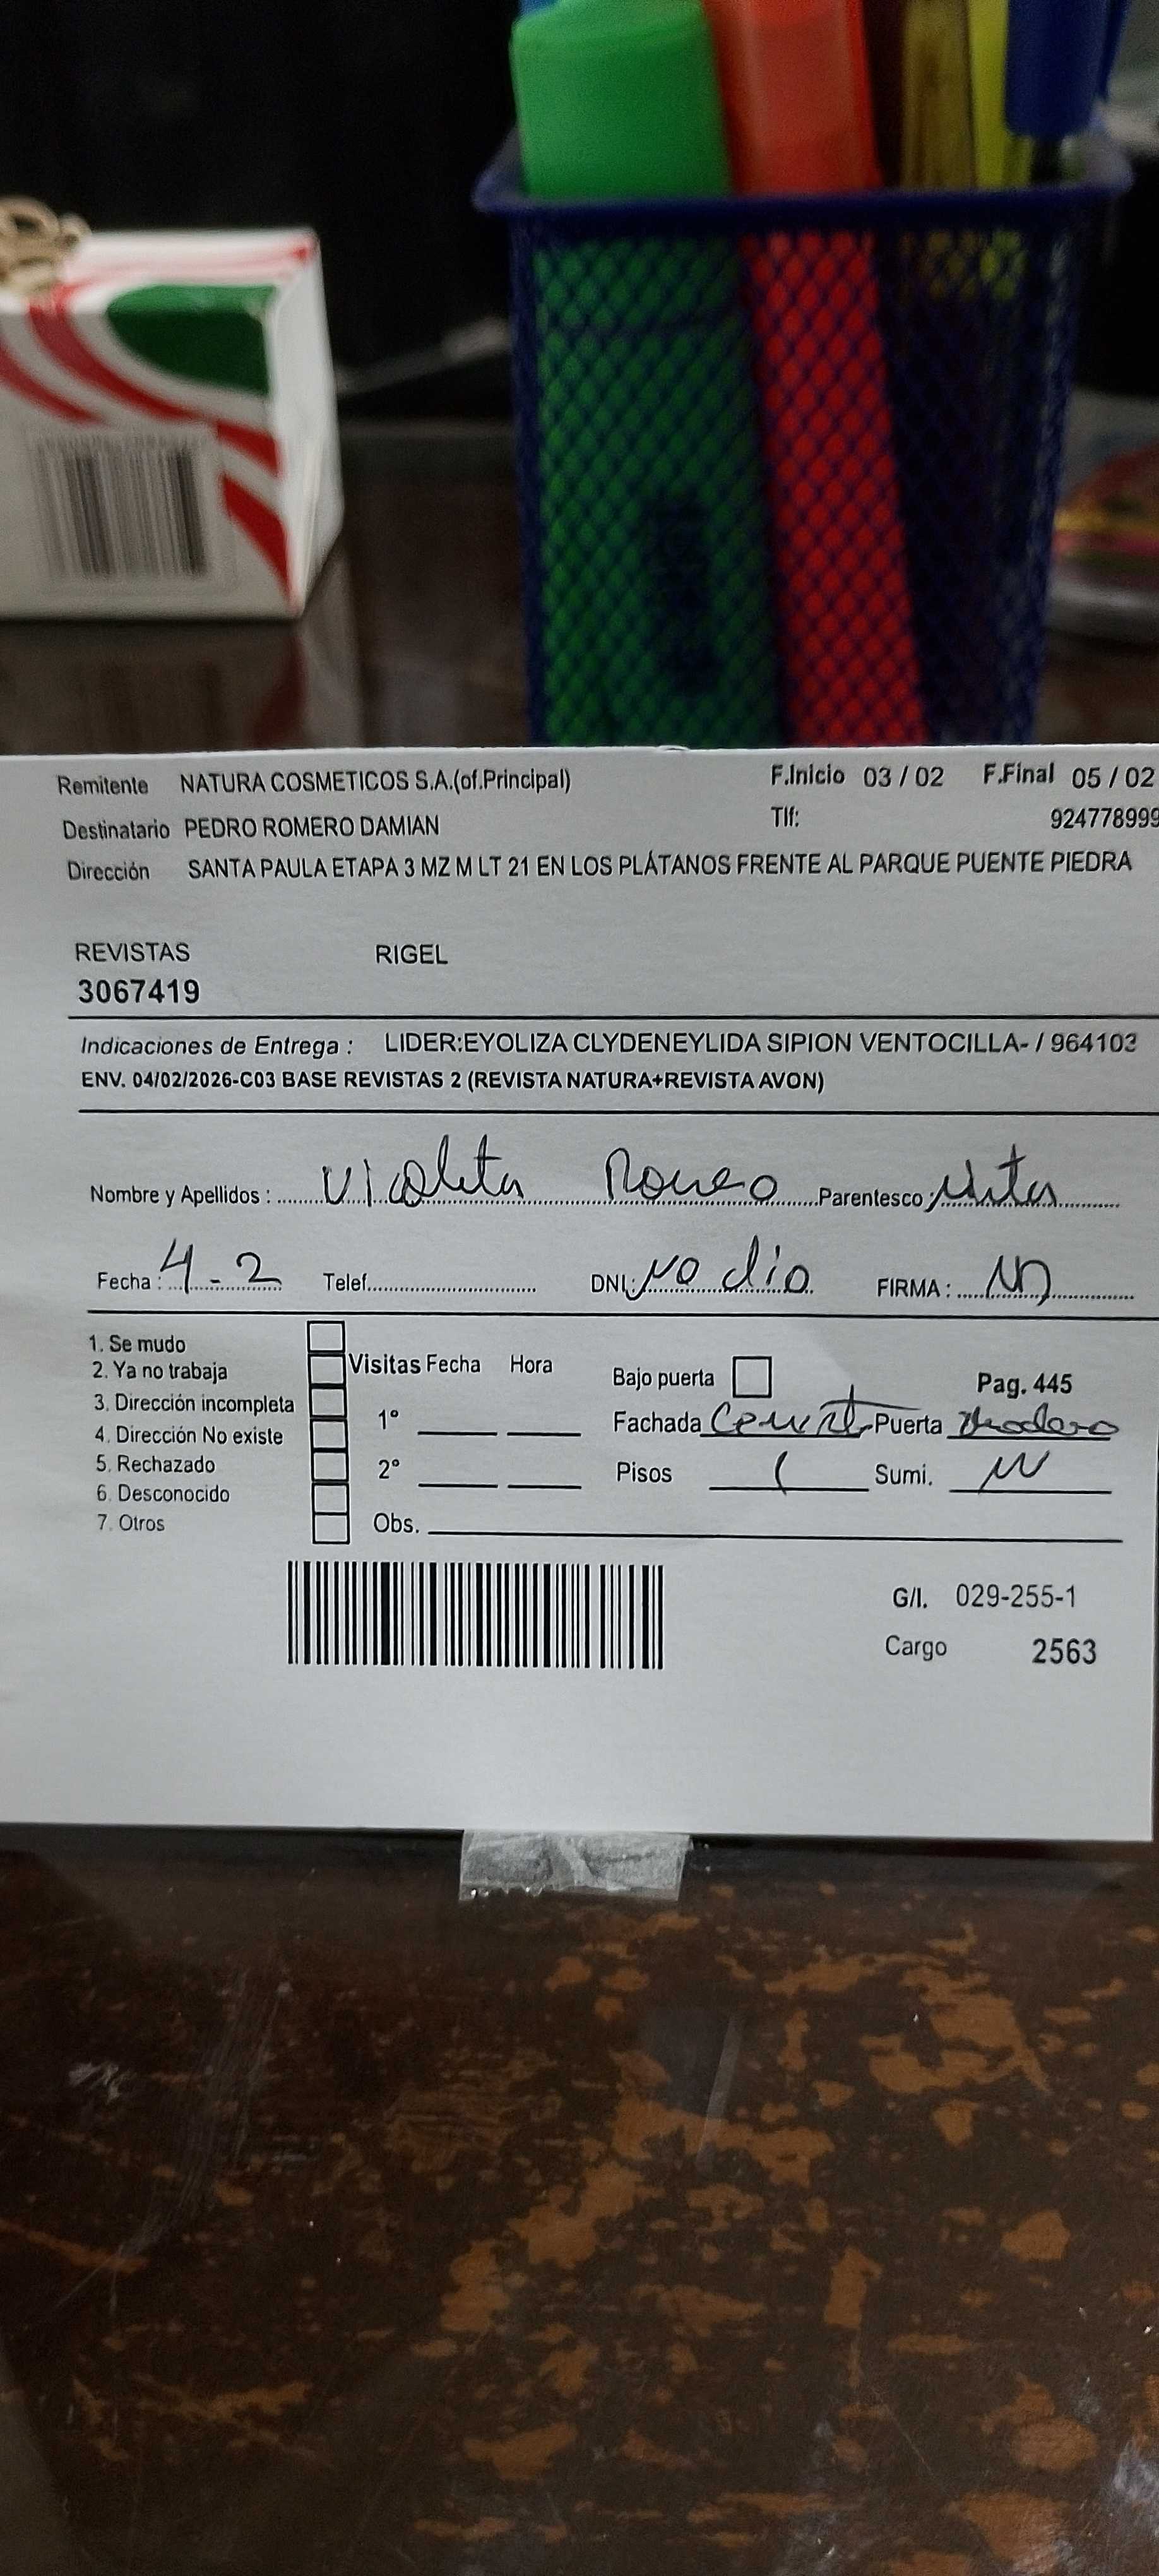 Remitente NATURA COSMETICOS S.A.(of.Principal) F.Inicio 03 / 02 F.Final 05 / 02
Destinatario PEDRO ROMERO DAMIAN Tlf: 924778999
Dirección SANTA PAULA ETAPA 3 MZ M LT 21 EN LOS PLÁTANOS FRENTE AL PARQUE PUENTE PIEDRA
REVISTAS RIGEL
3067419
Indicaciones de Entrega : LIDER:EYOLIZA CLYDENEYLIDA SIPION VENTOCILLA- / 964103
ENV. 04/02/2026-C03 BASE REVISTAS 2 (REVISTA NATURA+REVISTA AVON)
Nombre y Apellidos : Violeta Parentesco :
Fecha : 4-2 Telef. DNI.: no dio FIRMA :
1. Se mudo
2. Ya no trabaja Visitas Fecha Hora Bajo puerta Pag. 445
3. Dirección incompleta 1° Fachada Puerta
4. Dirección No existe
5. Rechazado 2° Pisos 1 Sumi.
6. Desconocido
7. Otros Obs.
G/I. 029-255-1
Cargo 2563